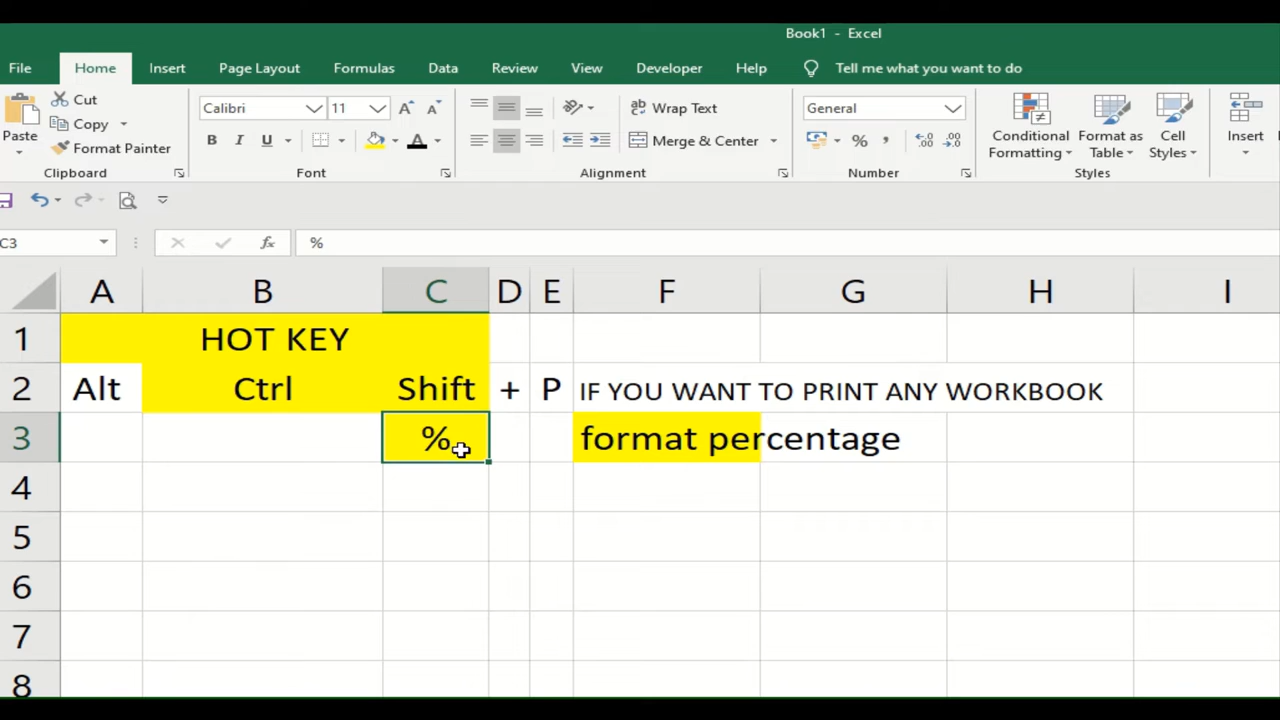 Book1 - Excel
File Home Insert Page Layout Formulas Data Review View Developer Help Tell me what you want to do
Paste
Cut
Copy
Format Painter
Clipboard
Calibri 11 A A
B I U A
Font
ab Wrap Text
Merge & Center
Alignment
General
% ,
Number
Conditional Formatting
Format as Table
Cell Styles
Styles
Insert
C3 fx %
A B C D E F G H I
1 HOT KEY
2 Alt Ctrl Shift + P IF YOU WANT TO PRINT ANY WORKBOOK
3 % format percentage
4
5
6
7
8